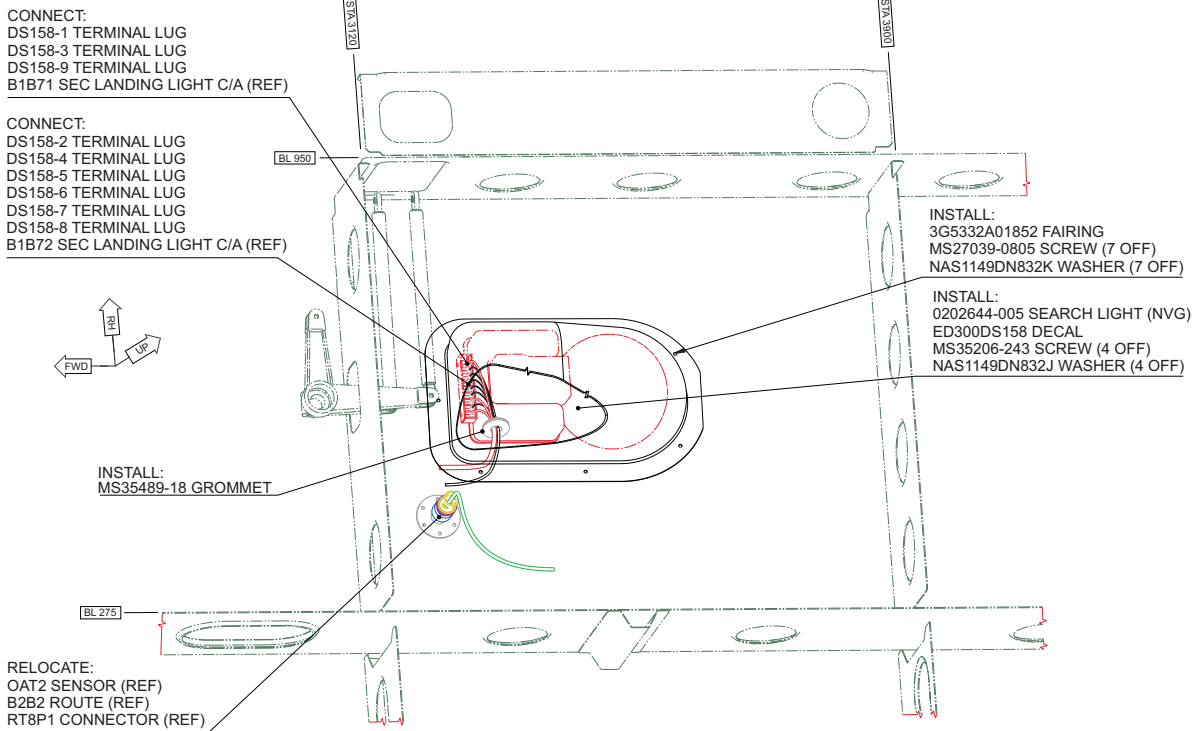 CONNECT:
DS158-1 TERMINAL LUG
DS158-3 TERMINAL LUG
DS158-9 TERMINAL LUG
B1B71 SEC LANDING LIGHT C/A (REF)
STA 3120
STA 3900
CONNECT:
DS158-2 TERMINAL LUG
DS158-4 TERMINAL LUG
DS158-5 TERMINAL LUG
DS158-6 TERMINAL LUG
DS158-7 TERMINAL LUG
DS158-8 TERMINAL LUG
B1B72 SEC LANDING LIGHT C/A (REF)
BL 950
INSTALL:
3G5332A01852 FAIRING
MS27039-0805 SCREW (7 OFF)
NAS1149DN832K WASHER (7 OFF)
INSTALL:
0202644-005 SEARCH LIGHT (NVG)
ED300DS158 DECAL
MS35206-243 SCREW (4 OFF)
NAS1149DN832J WASHER (4 OFF)
RH
UP
FWD
INSTALL:
MS35489-18 GROMMET
BL 275
RELOCATE:
OAT2 SENSOR (REF)
B2B2 ROUTE (REF)
RT8P1 CONNECTOR (REF)